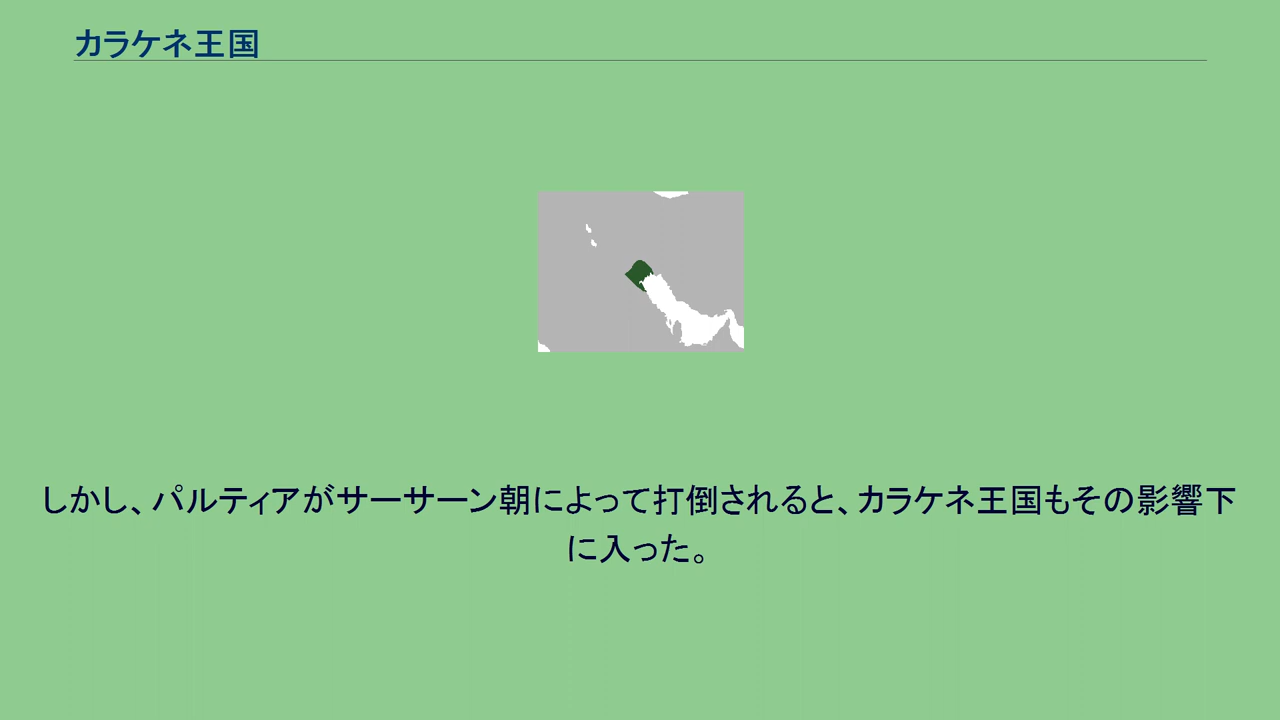 カラケネ王国
しかし、パルティアがサーサーン朝によって打倒されると、カラケネ王国もその影響下
に入った。